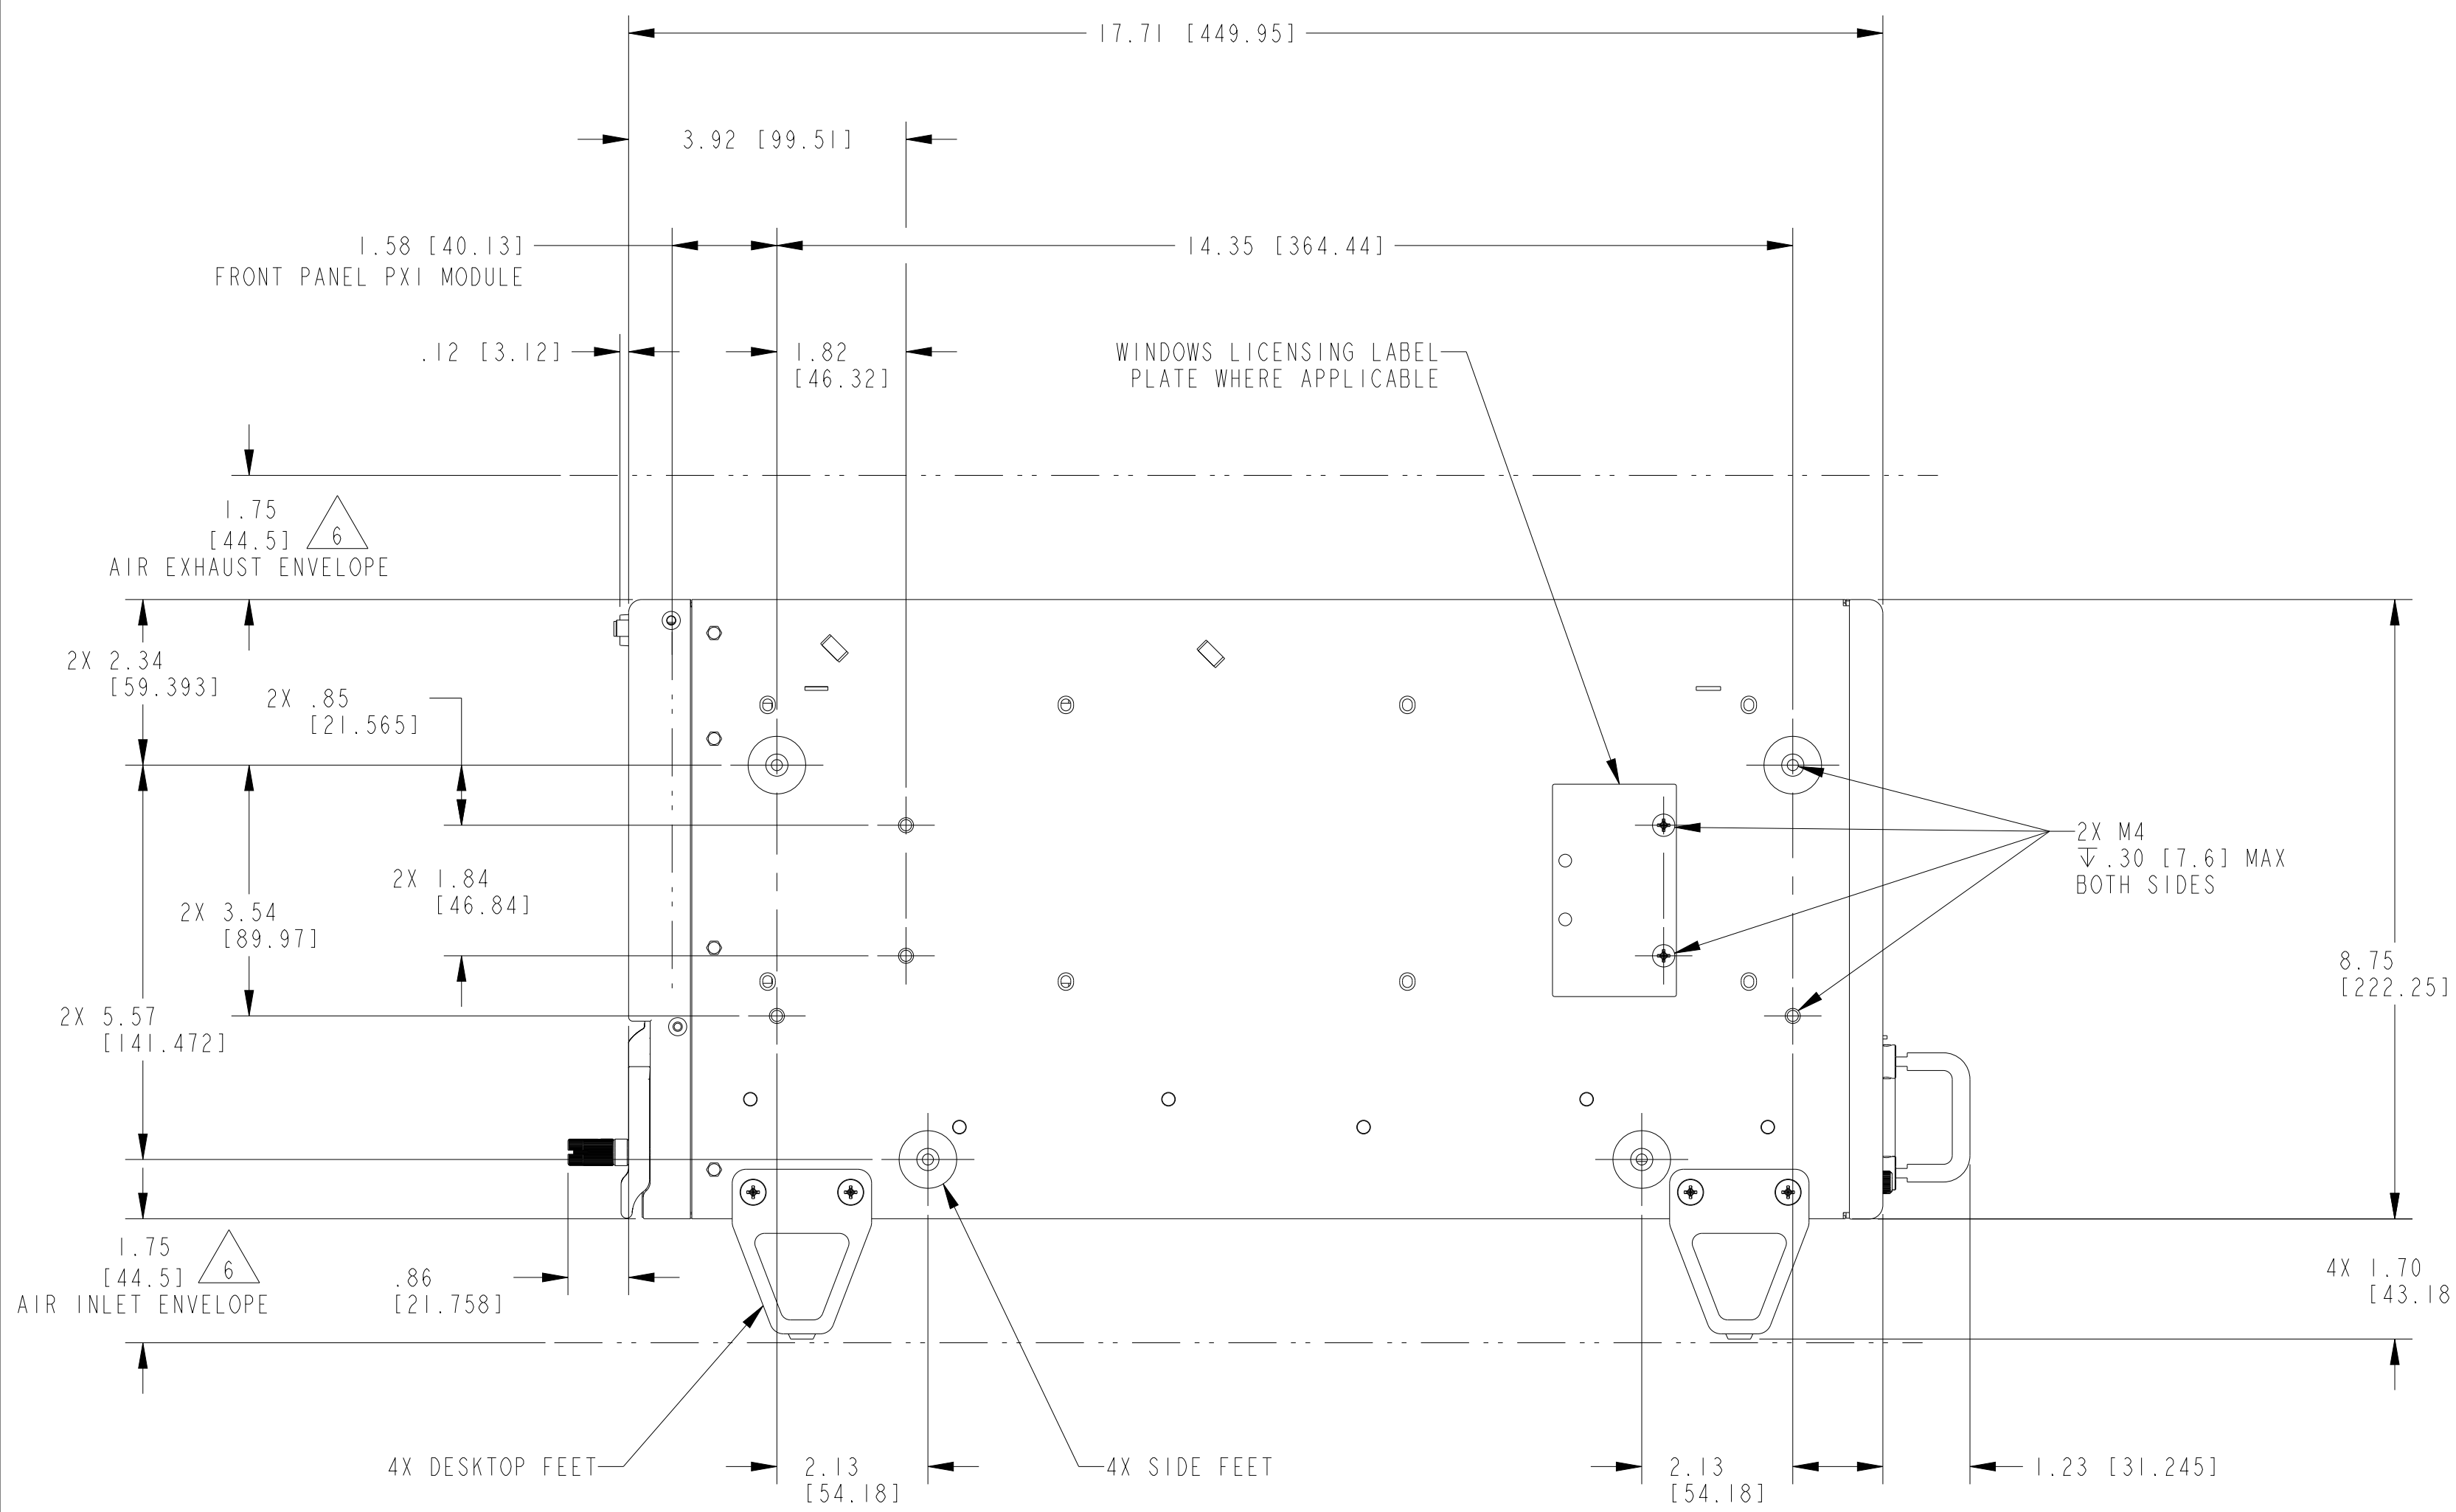 17.71 [449.95]
3.92 [99.51]
1.58 [40.13]
FRONT PANEL PXI MODULE
14.35 [364.44]
.12 [3.12]
1.82
[46.32]
WINDOWS LICENSING LABEL
PLATE WHERE APPLICABLE
1.75
[44.5] 6
AIR EXHAUST ENVELOPE
2X 2.34
[59.393]
2X .85
[21.565]
2X 1.84
[46.84]
2X 3.54
[89.97]
2X 5.57
[141.472]
2X M4
↧ .30 [7.6] MAX
BOTH SIDES
8.75
[222.25]
1.75
[44.5] 6
AIR INLET ENVELOPE
.86
[21.758]
4X 1.70
[43.18
4X DESKTOP FEET
2.13
[54.18]
4X SIDE FEET
2.13
[54.18]
1.23 [31.245]